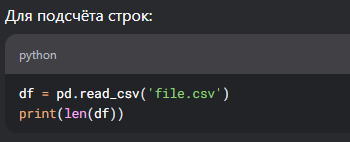 Для подсчёта строк:
python
df = pd.read_csv('file.csv')
print(len(df))